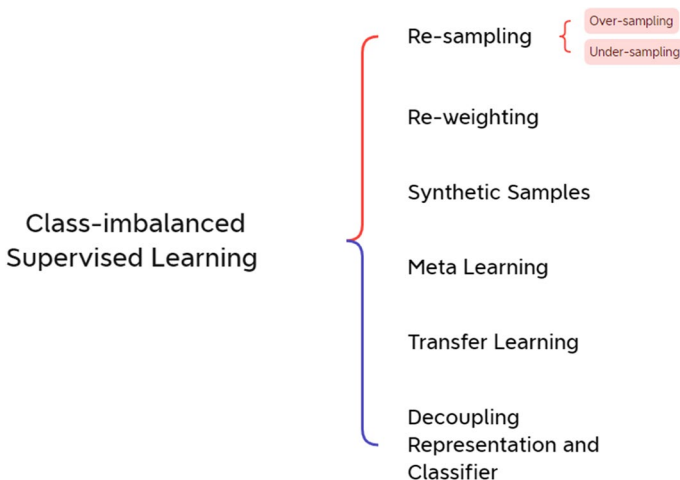 Re-sampling
Over-sampling
Under-sampling
Re-weighting
Synthetic Samples
Class-imbalanced
Supervised Learning
Meta Learning
Transfer Learning
Decoupling
Representation and
Classifier